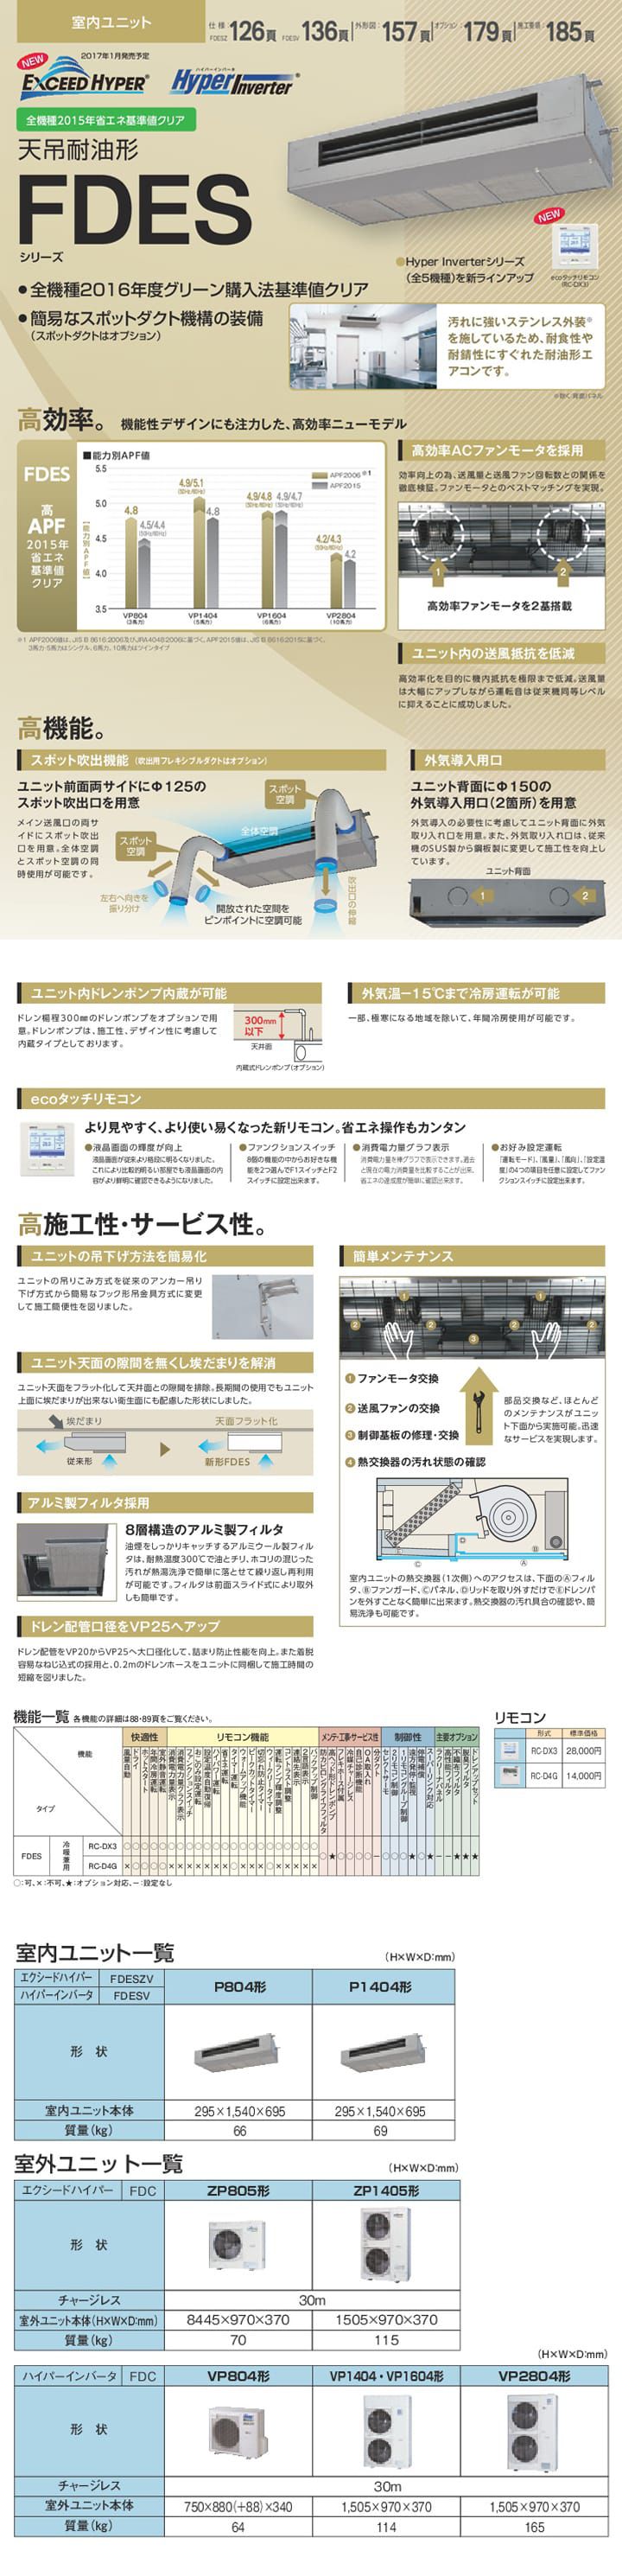 室内ユニット
仕様 FDESZ 126頁 FDESV 136頁 外形図 157頁 オプション 179頁 施工要領 185頁
NEW
2017年1月発売予定
EXCEED HYPER
ハイパーインバータ
Hyper Inverter
全機種2015年省エネ基準値クリア
天吊耐油形
FDES
シリーズ
NEW
●Hyper Inverterシリーズ
(全5機種)を新ラインアップ
ecoタッチリモコン
(RC-DX3)
●全機種2016年度グリーン購入法基準値クリア
●簡易なスポットダクト機構の装備
(スポットダクトはオプション)
汚れに強いステンレス外装※
を施しているため、耐食性や
耐錆性にすぐれた耐油形エ
アコンです。
※除く背面パネル
高効率。 機能性デザインにも注力した、高効率ニューモデル
FDES
高
APF
2015年
省エネ
基準値
クリア
■能力別APF値
APF2006※1
APF2015
【能力別APF値】
5.5
5.0
4.5
4.0
3.5
4.8
4.5/4.4
(50Hz/60Hz)
4.9/5.1
(50Hz/60Hz)
4.8
4.9/4.8
(50Hz/60Hz)
4.9/4.7
(50Hz/60Hz)
4.2/4.3
(50Hz/60Hz)
4.2
VP804
(3馬力)
VP1404
(5馬力)
VP1604
(6馬力)
VP2804
(10馬力)
※1 APF2006値は、JIS B 8616:2006及びJRA4048:2006に基づく。APF2015値は、JIS B 8616:2015に基づく。
3馬力・5馬力はシングル、6馬力、10馬力はツインタイプ
高効率ACファンモータを採用
効率向上の為、送風量と送風ファン回転数との関係を
徹底検証。ファンモータとのベストマッチングを実現。
1
2
高効率ファンモータを2基搭載
ユニット内の送風抵抗を低減
高効率化を目的に機内抵抗を極限まで低減。送風量
は大幅にアップしながら運転音は従来機同等レベル
に抑えることに成功しました。
高機能。
スポット吹出機能 (吹出用フレキシブルダクトはオプション)
ユニット前面両サイドにΦ125の
スポット吹出口を用意
メイン送風口の両サ
イドにスポット吹出
口を用意。全体空調
とスポット空調の同
時使用が可能です。
スポット
空調
スポット
空調
全体空調
左右へ向きを
振り分け
開放された空間を
ピンポイントに空調可能
吹出口の伸縮
外気導入用口
ユニット背面にΦ150の
外気導入用口(2箇所)を用意
外気導入の必要性に考慮してユニット背面に外気
取り入れ口を用意。また、外気取り入れ口は、従来
機のSUS製から鋼板製に変更して施工性を向上し
ています。
ユニット背面
1
2
ユニット内ドレンポンプ内蔵が可能
ドレン楊程300㎜のドレンポンプをオプションで用
意。ドレンポンプは、施工性、デザイン性に考慮して
内蔵タイプとしております。
300mm
以下
天井面
内蔵式ドレンポンプ(オプション)
外気温ー15℃まで冷房運転が可能
一部、極寒になる地域を除いて、年間冷房使用が可能です。
ecoタッチリモコン
より見やすく、より使い易くなった新リモコン。省エネ操作もカンタン
●液晶画面の輝度が向上
液晶画面が従来より格段に明るくなりました。
これにより比較的明るい部屋でも液晶画面の内
容がより鮮明に確認できるようになりました。
●ファンクションスイッチ
8個の機能の中からお好きな機
能を2つ選んでF1スイッチとF2
スイッチに設定出来ます。
●消費電力量グラフ表示
消費電力量を棒グラフで表示できます。過去
と現在の電力消費量を比較することが出来、
省エネの達成度が簡単に確認出来ます。
●お好み設定運転
「運転モード」、「風量」、「風向」、「設定温
度」の4つの項目を任意に設定してファン
クションスイッチに設定出来ます。
高施工性・サービス性。
ユニットの吊下げ方法を簡易化
ユニットの吊りこみ方式を従来のアンカー吊り
下げ方式から簡易なフック形吊金具方式に変更
して施工簡便性を図りました。
ユニット天面の隙間を無くし埃だまりを解消
ユニット天面をフラット化して天井面との隙間を排除。長期間の使用でもユニット
上面に埃だまりが出来ない衛生面にも配慮した形状にしました。
埃だまり
天面フラット化
従来形
新形FDES
アルミ製フィルタ採用
8層構造のアルミ製フィルタ
油煙をしっかりキャッチするアルミウール製フィル
タは、耐熱温度300℃で油とチリ、ホコリの混じった
汚れが熱湯洗浄で簡単に落とせて繰り返し再利用
が可能です。フィルタは前面スライド式により取外
しも簡単です。
ドレン配管口径をVP25へアップ
ドレン配管をVP20からVP25へ大口径化して、詰まり防止性能を向上。また着脱
容易なねじ込式の採用と、0.2mのドレンホースをユニットに同梱して施工時間の
短縮を図りました。
簡単メンテナンス
1
1
2
2
2
2
3
❶ファンモータ交換
❷送風ファンの交換
❸制御基板の修理・交換
❹熱交換器の汚れ状態の確認
部品交換など、ほとんど
のメンテナンスがユニッ
ト下面から実施可能。迅速
なサービスを実現します。
室内ユニットの熱交換器(1次側)へのアクセスは、下面のⒶフィル
タ、Ⓑファンガード、Ⓒパネル、Ⓓリッドを取り外すだけでⒺドレンパ
ンを外すことなく簡単に出来ます。熱交換器の汚れ具合の確認や、簡
易洗浄も可能です。
機能一覧 各機能の詳細は88・89頁をご覧ください。
機能
タイプ
快適性
リモコン機能
メンテ・工事・サービス性
制御性
主要オプション
FDES
冷暖兼用
RC-DX3
RC-D4G
○:可、×:不可、★:オプション対応、ー:設定なし
リモコン
形式 標準価格
RC-DX3 28,000円
RC-D4G 14,000円
室内ユニット一覧
(H×W×D:mm)
エクシードハイパー FDESZV P804形 P1404形
ハイパーインバータ FDESV
形 状
室内ユニット本体 295×1,540×695 295×1,540×695
質量(kg) 66 69
室外ユニット一覧
(H×W×D:mm)
エクシードハイパー FDC ZP805形 ZP1405形
形 状
チャージレス 30m
室外ユニット本体(H×W×D:mm) 8445×970×370 1505×970×370
質量(kg) 70 115
(H×W×D:mm)
ハイパーインバータ FDC VP804形 VP1404・VP1604形 VP2804形
形 状
チャージレス 30m
室外ユニット本体 750×880(+88)×340 1,505×970×370 1,505×970×370
質量(kg) 64 114 165